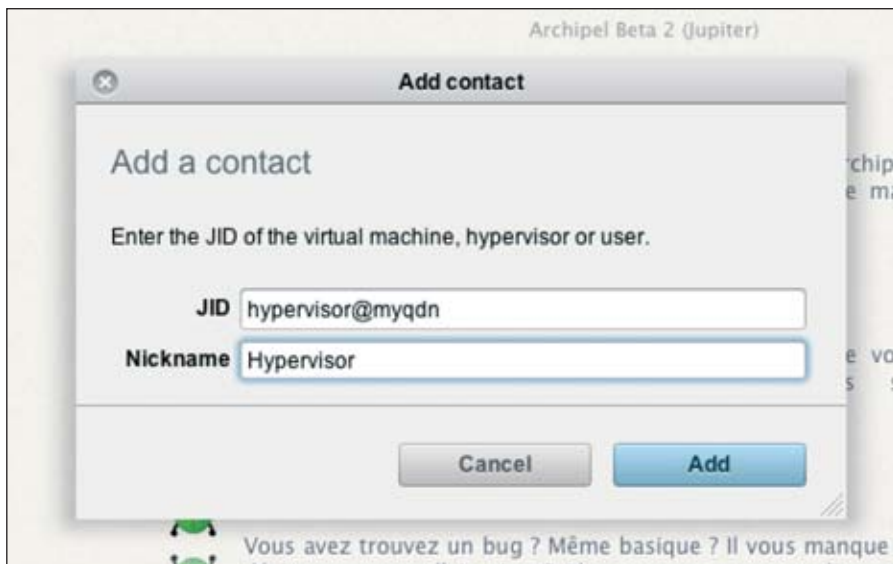 Archipel Beta 2 (Jupiter)
Add contact
Add a contact
Enter the JID of the virtual machine, hypervisor or user.
JID hypervisor@myqdn
Nickname Hypervisor
Cancel Add
Vous avez trouvez un bug ? Même basique ? Il vous manque